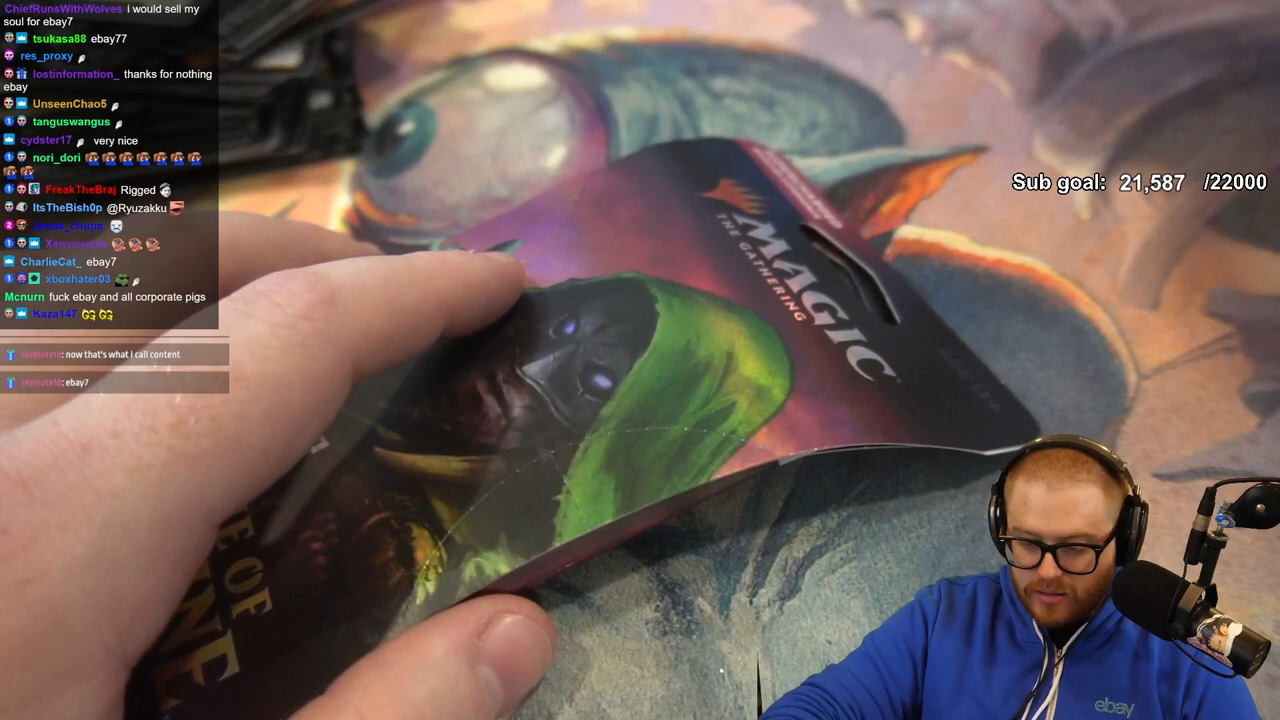 ChiefRunsWithWolves i would sell my
soul for ebay7
tsukasa88 ebay77
res_proxy
lostinformation_ thanks for nothing
ebay
UnseenChao5
tanguswangus
cydster17 very nice
nori_dori
FreakTheBraj Rigged
ItsTheBish0p @Ryuzakku
CharlieCat_ ebay7
xboxhater03
Mcnurn fuck ebay and all corporate pigs
Kaza147
: now that's what I call content
: ebay7
Sub goal: 21,587 /22000
MAGIC
THE GATHERING
E OF
ebay